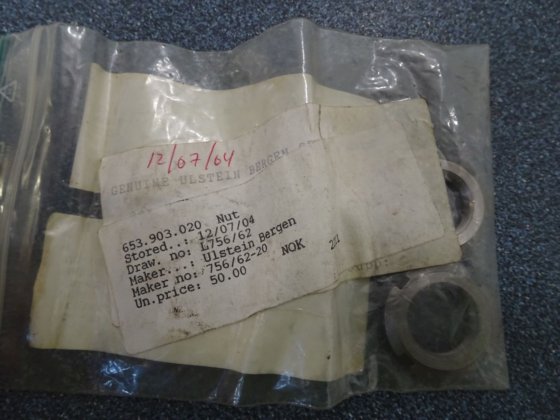 12/07/04
GENUINE ULSTEIN BERGEN
653.903.020 Nut
Stored..: 12/07/04
Draw. no: L756/62
Maker...: Ulstein Bergen
Maker no: 756/62-20
Un.price: 50.00 NOK
supp: